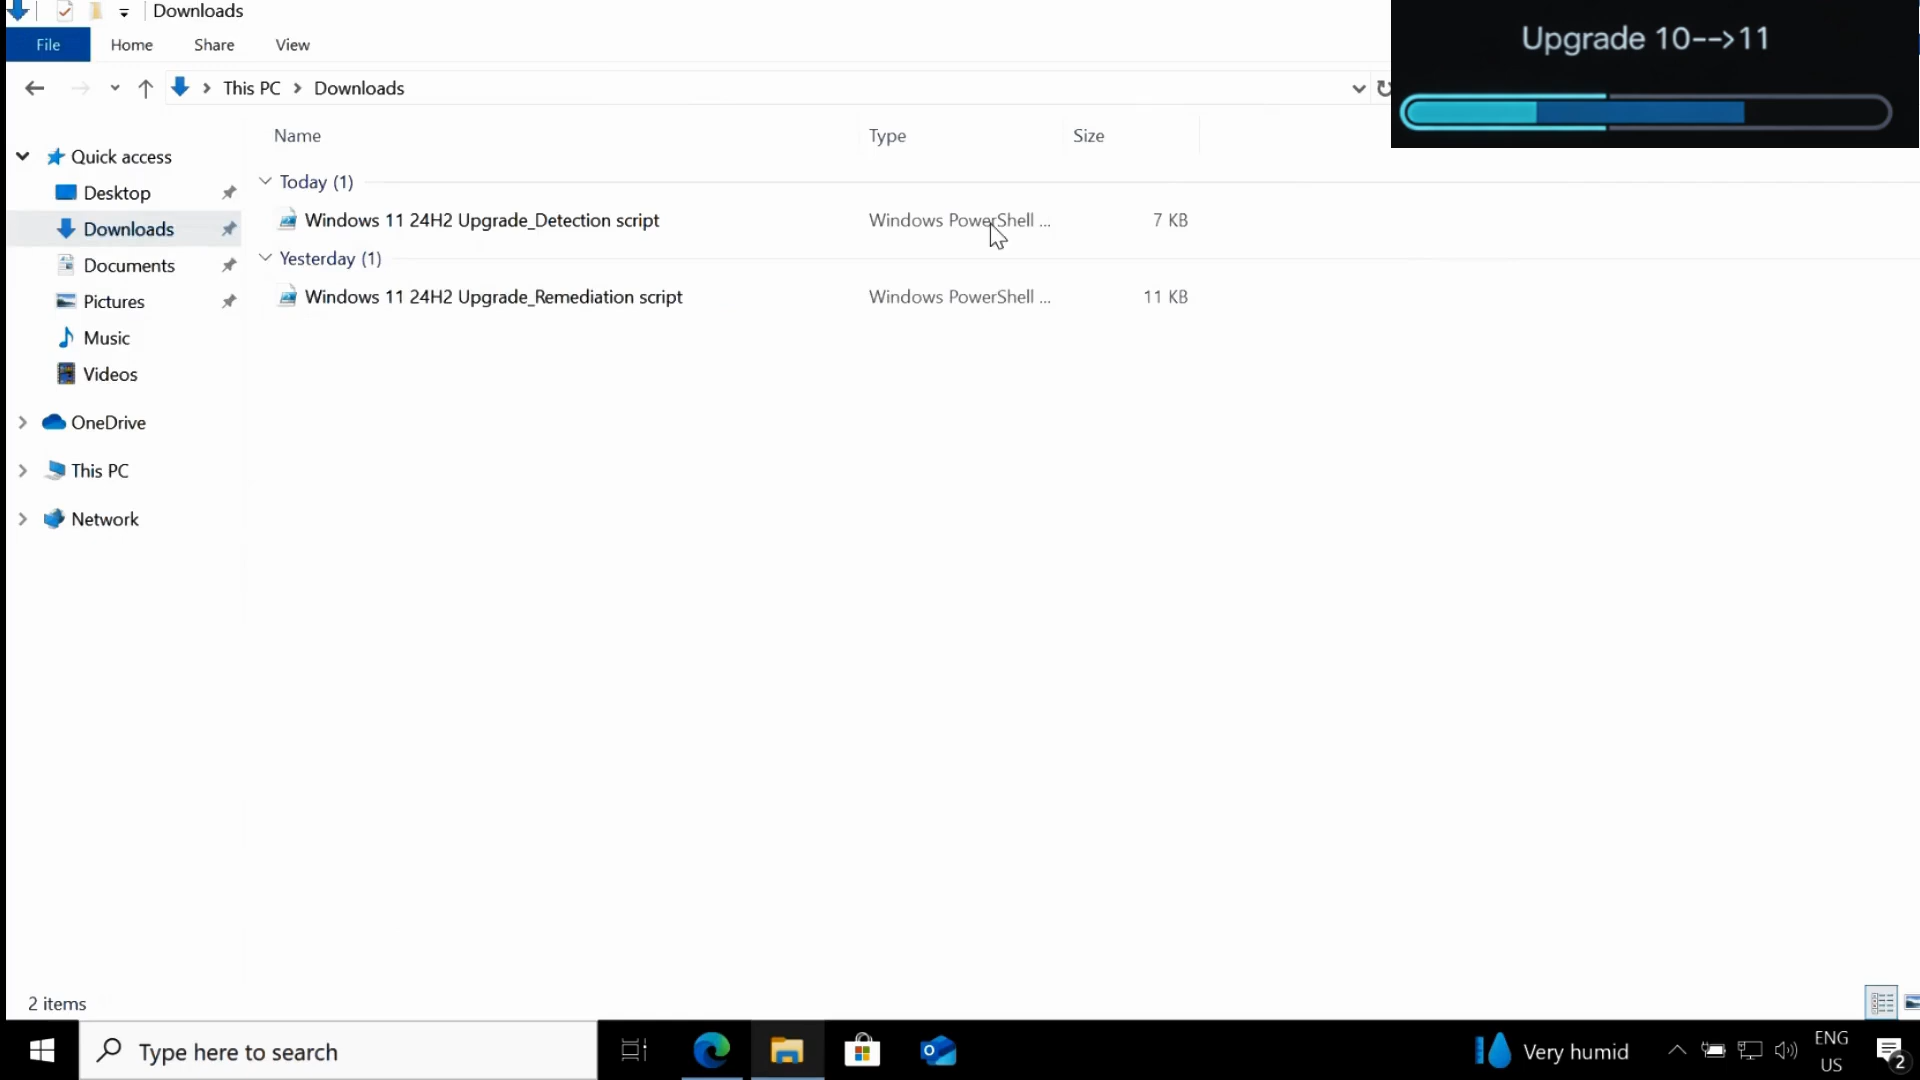 Downloads
Upgrade 10-->11
File Home Share View
This PC > Downloads
Name Type Size
Quick access
Today (1)
Desktop
Windows 11 24H2 Upgrade_Detection script Windows PowerShell ... 7 KB
Downloads
Yesterday (1)
Documents
Windows 11 24H2 Upgrade_Remediation script Windows PowerShell ... 11 KB
Pictures
Music
Videos
OneDrive
This PC
Network
2 items
Type here to search
Very humid
ENG
US
2